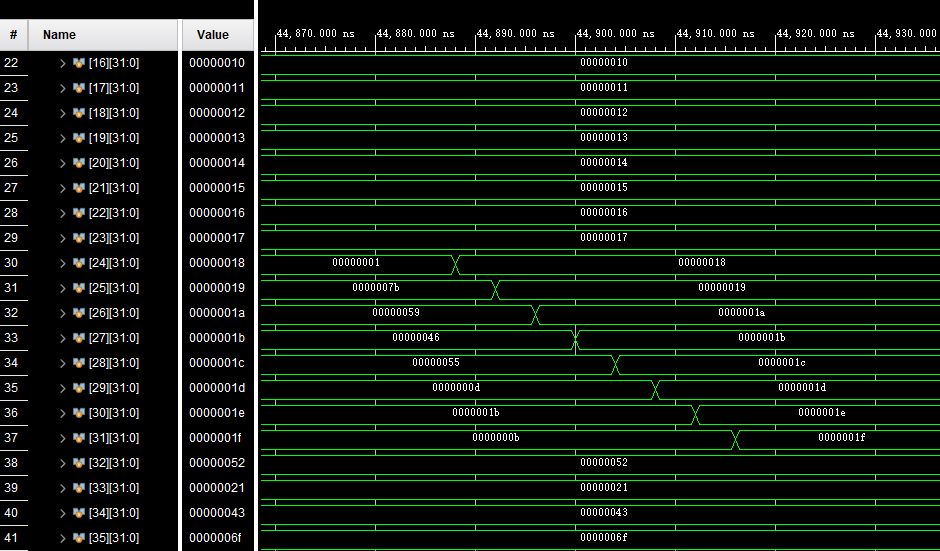 # Name Value 44,870.000 ns 44,880.000 ns 44,890.000 ns 44,900.000 ns 44,910.000 ns 44,920.000 ns 44,930.000
22 [16][31:0] 00000010 00000010
23 [17][31:0] 00000011 00000011
24 [18][31:0] 00000012 00000012
25 [19][31:0] 00000013 00000013
26 [20][31:0] 00000014 00000014
27 [21][31:0] 00000015 00000015
28 [22][31:0] 00000016 00000016
29 [23][31:0] 00000017 00000017
30 [24][31:0] 00000018 00000001 00000018
31 [25][31:0] 00000019 0000007b 00000019
32 [26][31:0] 0000001a 00000059 0000001a
33 [27][31:0] 0000001b 00000046 0000001b
34 [28][31:0] 0000001c 00000055 0000001c
35 [29][31:0] 0000001d 0000000d 0000001d
36 [30][31:0] 0000001e 0000001b 0000001e
37 [31][31:0] 0000001f 0000000b 0000001f
38 [32][31:0] 00000052 00000052
39 [33][31:0] 00000021 00000021
40 [34][31:0] 00000043 00000043
41 [35][31:0] 0000006f 0000006f